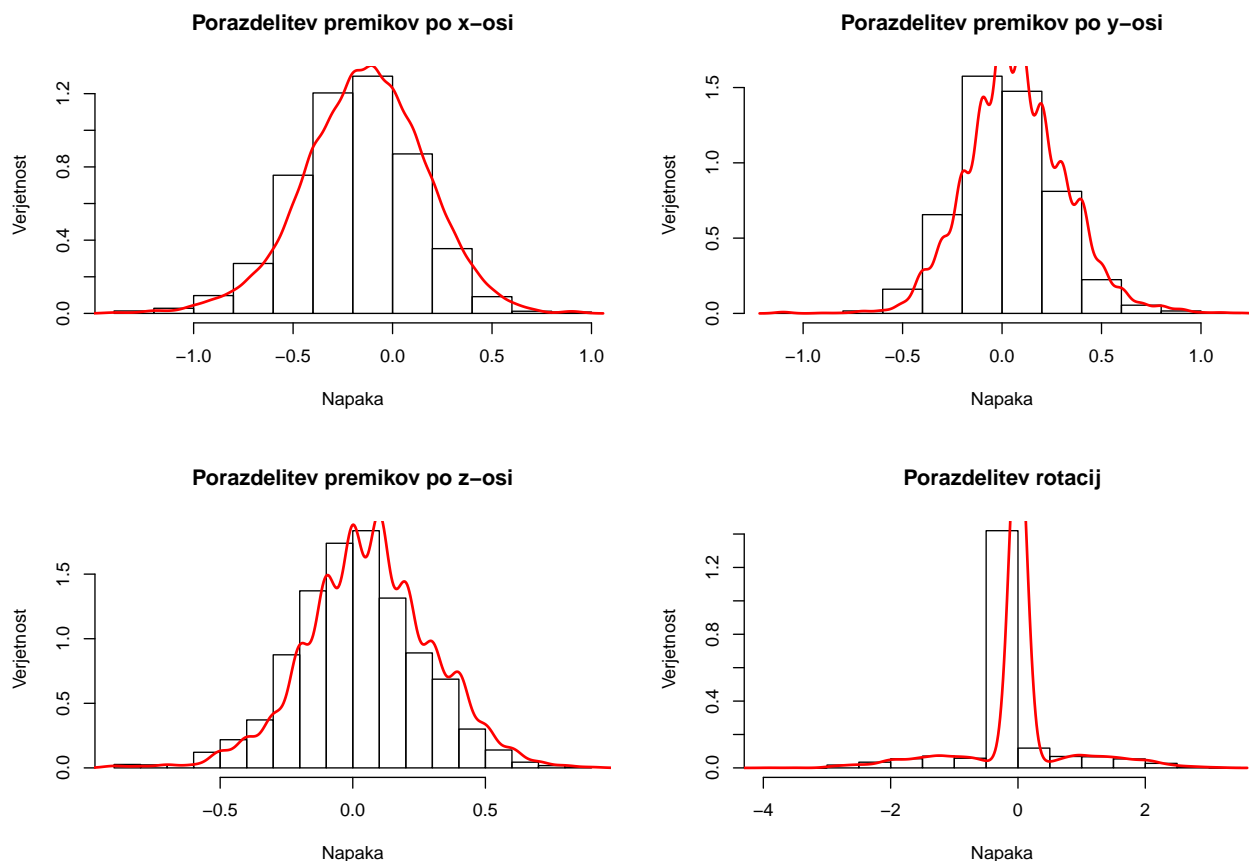 Porazdelitev premikov po x−osi
Verjetnost
0.0 0.4 0.8 1.2
−1.0 −0.5 0.0 0.5 1.0
Napaka
Porazdelitev premikov po y−osi
Verjetnost
0.0 0.5 1.0 1.5
−1.0 −0.5 0.0 0.5 1.0
Napaka
Porazdelitev premikov po z−osi
Verjetnost
0.0 0.5 1.0 1.5
−0.5 0.0 0.5
Napaka
Porazdelitev rotacij
Verjetnost
0.0 0.4 0.8 1.2
−4 −2 0 2
Napaka